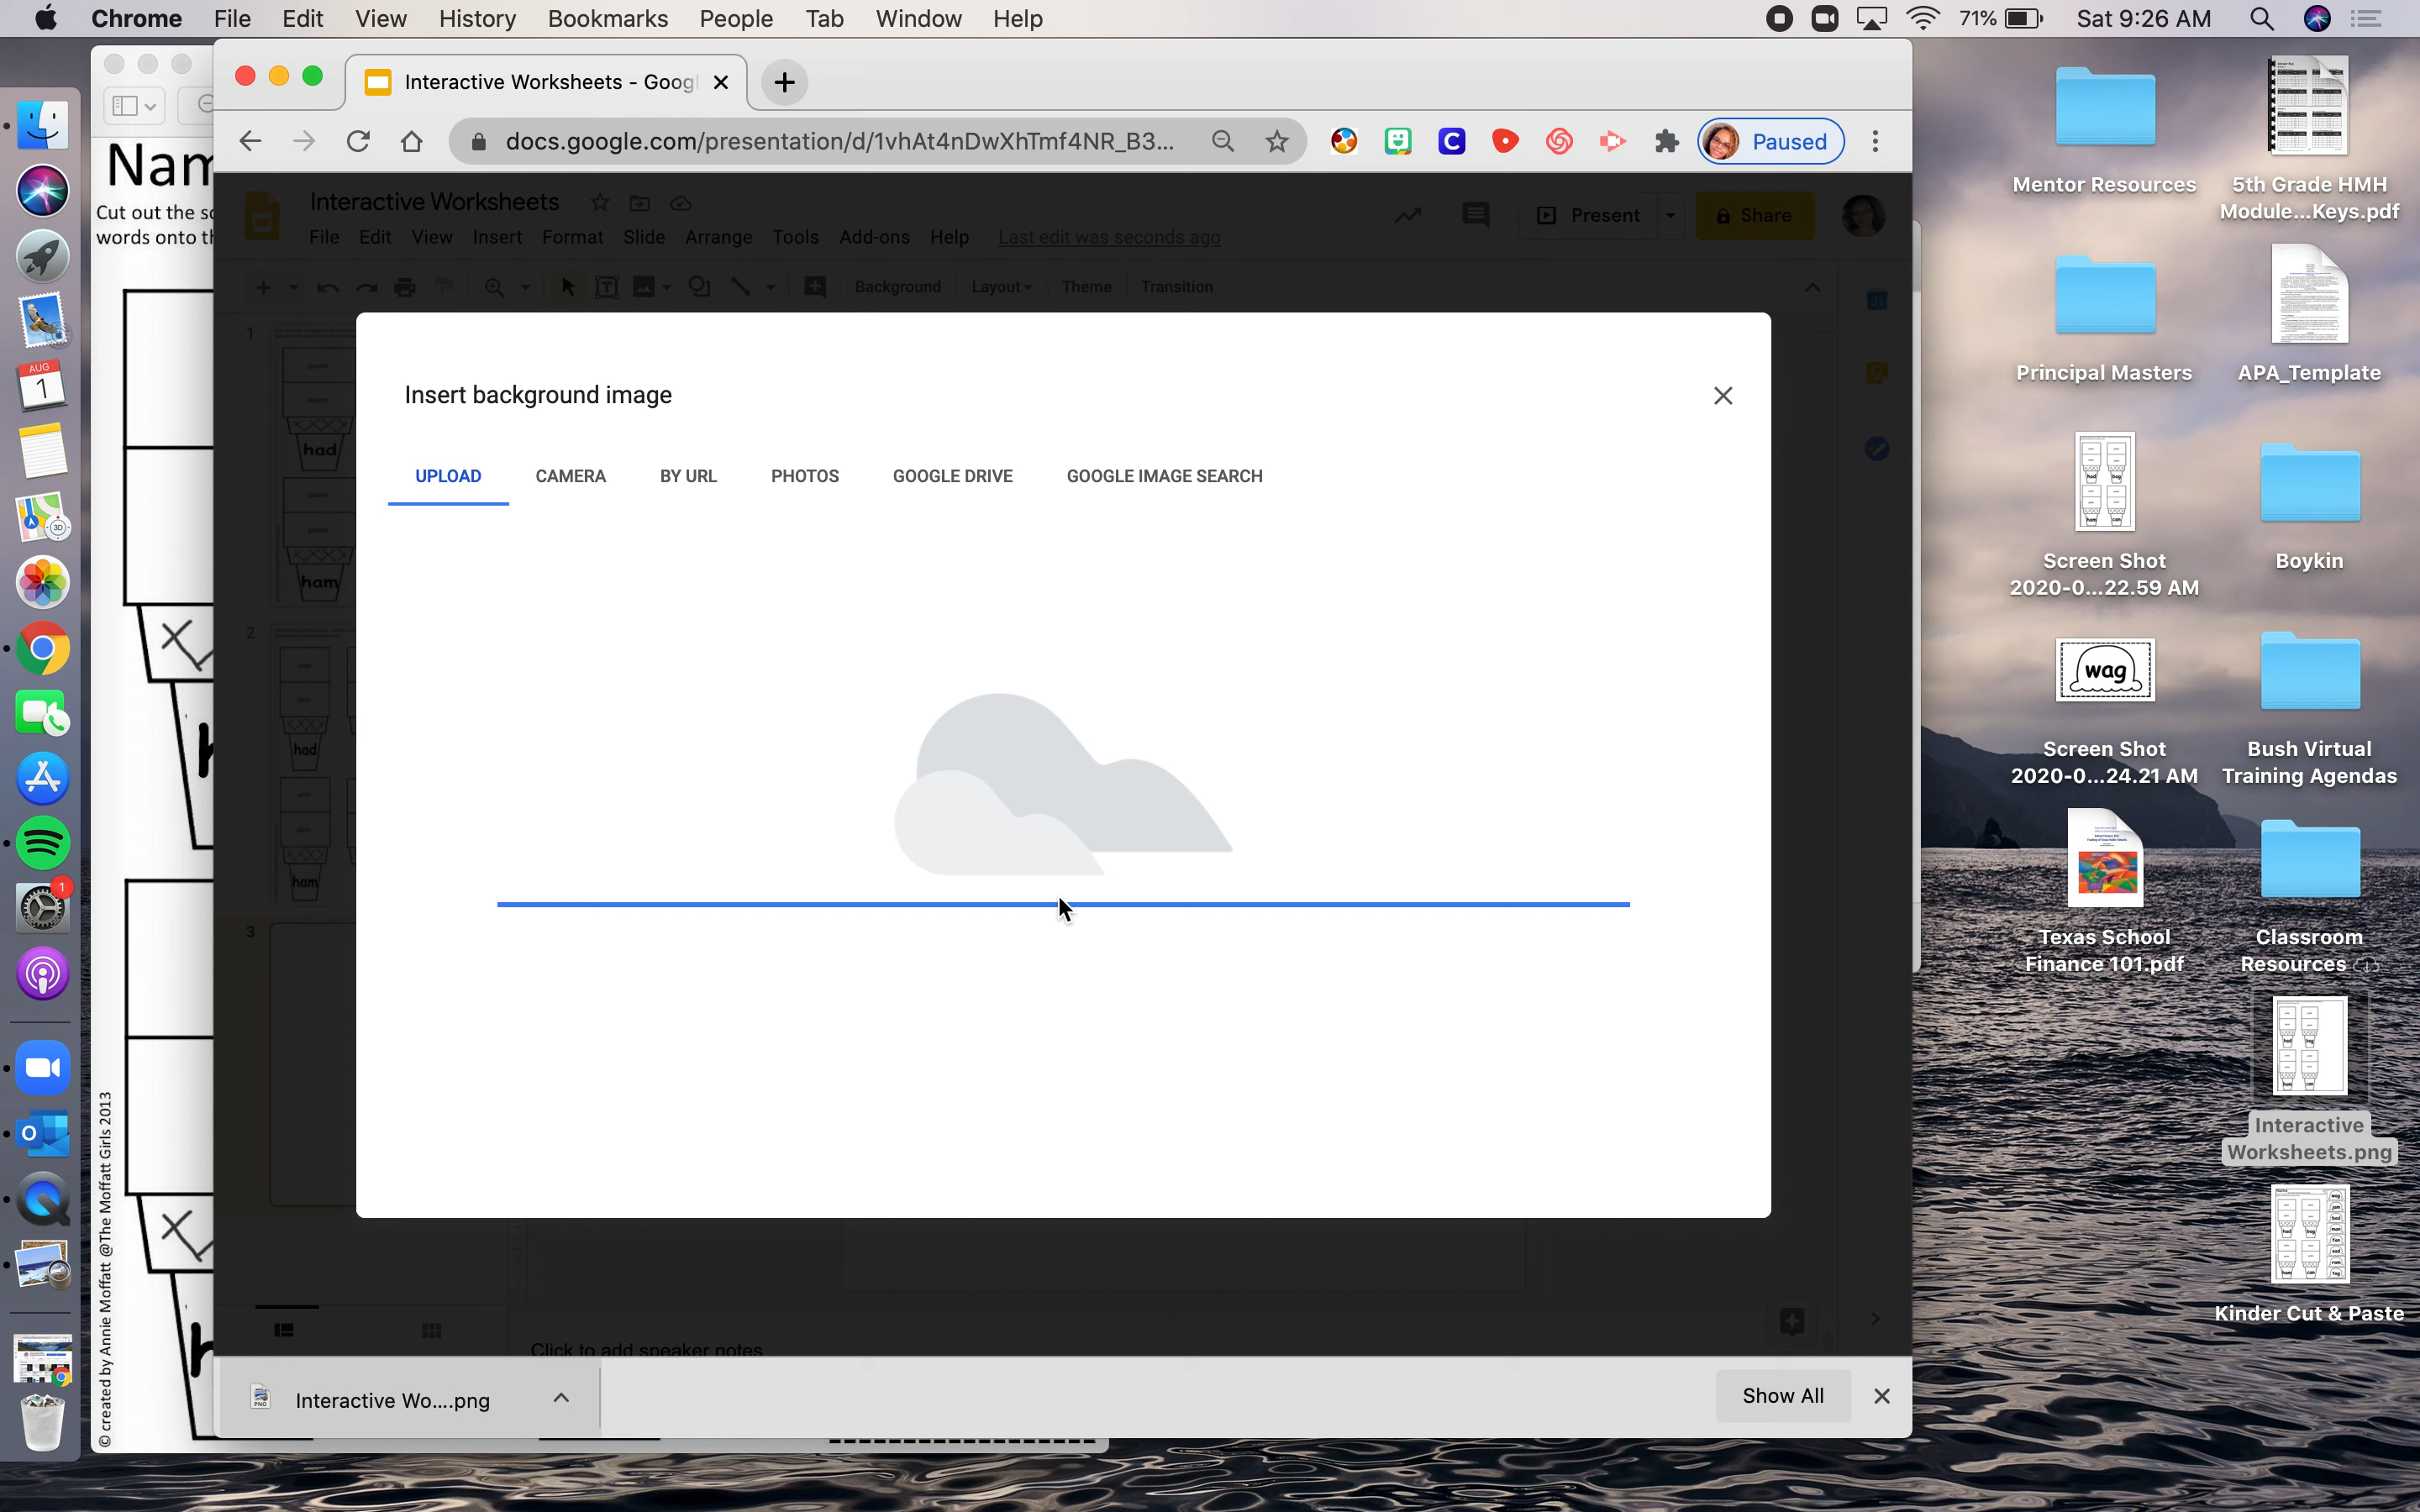 Chrome File Edit View History Bookmarks People Tab Window Help
71% Sat 9:26 AM
Interactive Worksheets - Goog
docs.google.com/presentation/d/1vhAt4nDwXhTmf4NR_B3...
Paused
Interactive Worksheets
File Edit View Insert Format Slide Arrange Tools Add-ons Help Last edit was seconds ago
Present
Share
Background Layout Theme Transition
Insert background image
UPLOAD CAMERA BY URL PHOTOS GOOGLE DRIVE GOOGLE IMAGE SEARCH
1
had
ham
2
had
ham
3
Click to add speaker notes
Interactive Wo....png
Show All
Nam
Cut out the
words onto
© created by Annie Moffatt @The Moffatt Girls 2013
AUG
1
3D
1
Mentor Resources
5th Grade HMH
Module...Keys.pdf
Principal Masters
APA_Template
Screen Shot
2020-0...22.59 AM
Boykin
wag
Screen Shot
2020-0...24.21 AM
Bush Virtual
Training Agendas
Texas School
Finance 101.pdf
Classroom
Resources
Interactive
Worksheets.png
Kinder Cut & Paste